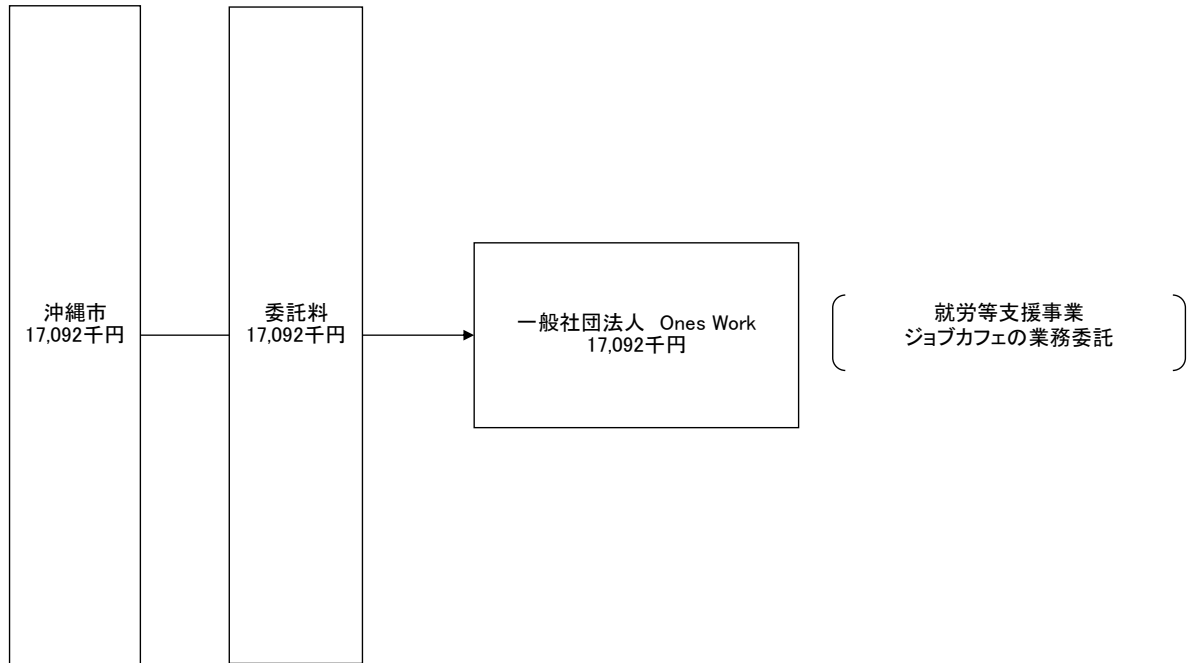 沖縄市
17,092千円
委託料
17,092千円
一般社団法人　Ones Work
17,092千円
就労等支援事業
ジョブカフェの業務委託